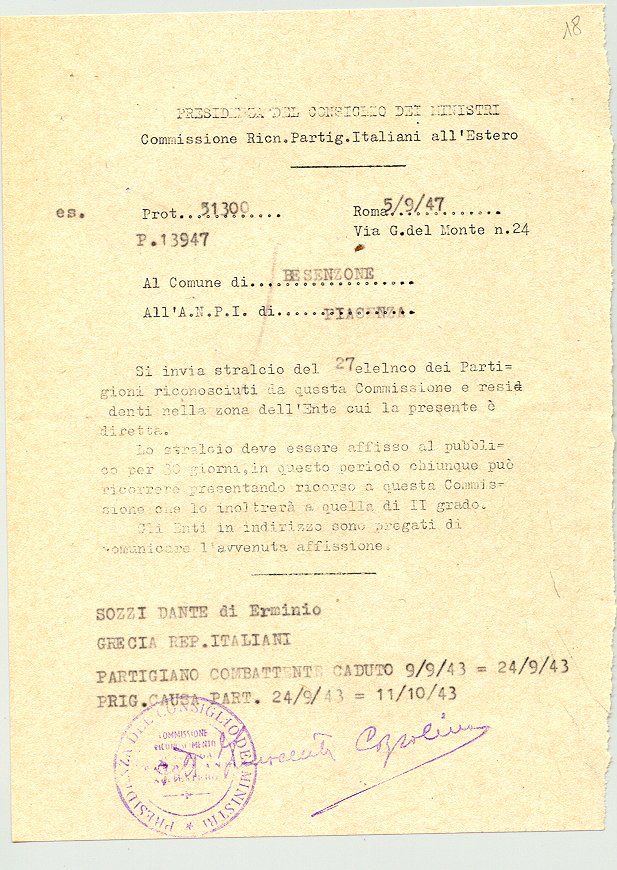 18
PRESIDENZA DEL CONSIGLIO DEI MINISTRI
Commissione Ricn.Partig.Italiani all'Estero
es. Prot..51300............ Roma.5/9/47.............
P.13947 Via G.del Monte n.24
Al Comune di....BESENZONE....................
All'A.N.P.I. di.....PIACENZA.................
Si invia stralcio del 27elelnco dei Parti=
gioni riconosciuti da questa Commissione e resi
denti nella zona dell'Ente cui la presente è
diretta.
Lo stralcio deve essere affisso al pubbli=
co per 30 giorni,in questo periodo chiunque può
ricorrere presentando ricorso a questa Commis=
sione che lo inoltrerà a quella di II grado.
Gli Enti in indirizzo sono pregati di
comunicare l'avvenuta affissione.
SOZZI DANTE di Erminio
GRECIA REP.ITALIANI
PARTIGIANO COMBATTENTE CADUTO 9/9/43 = 24/9/43
PRIG.CAUSA PART. 24/9/43 = 11/10/43
PRESIDENZA DEL CONSIGLIO DEI MINISTRI
COMMISSIONE